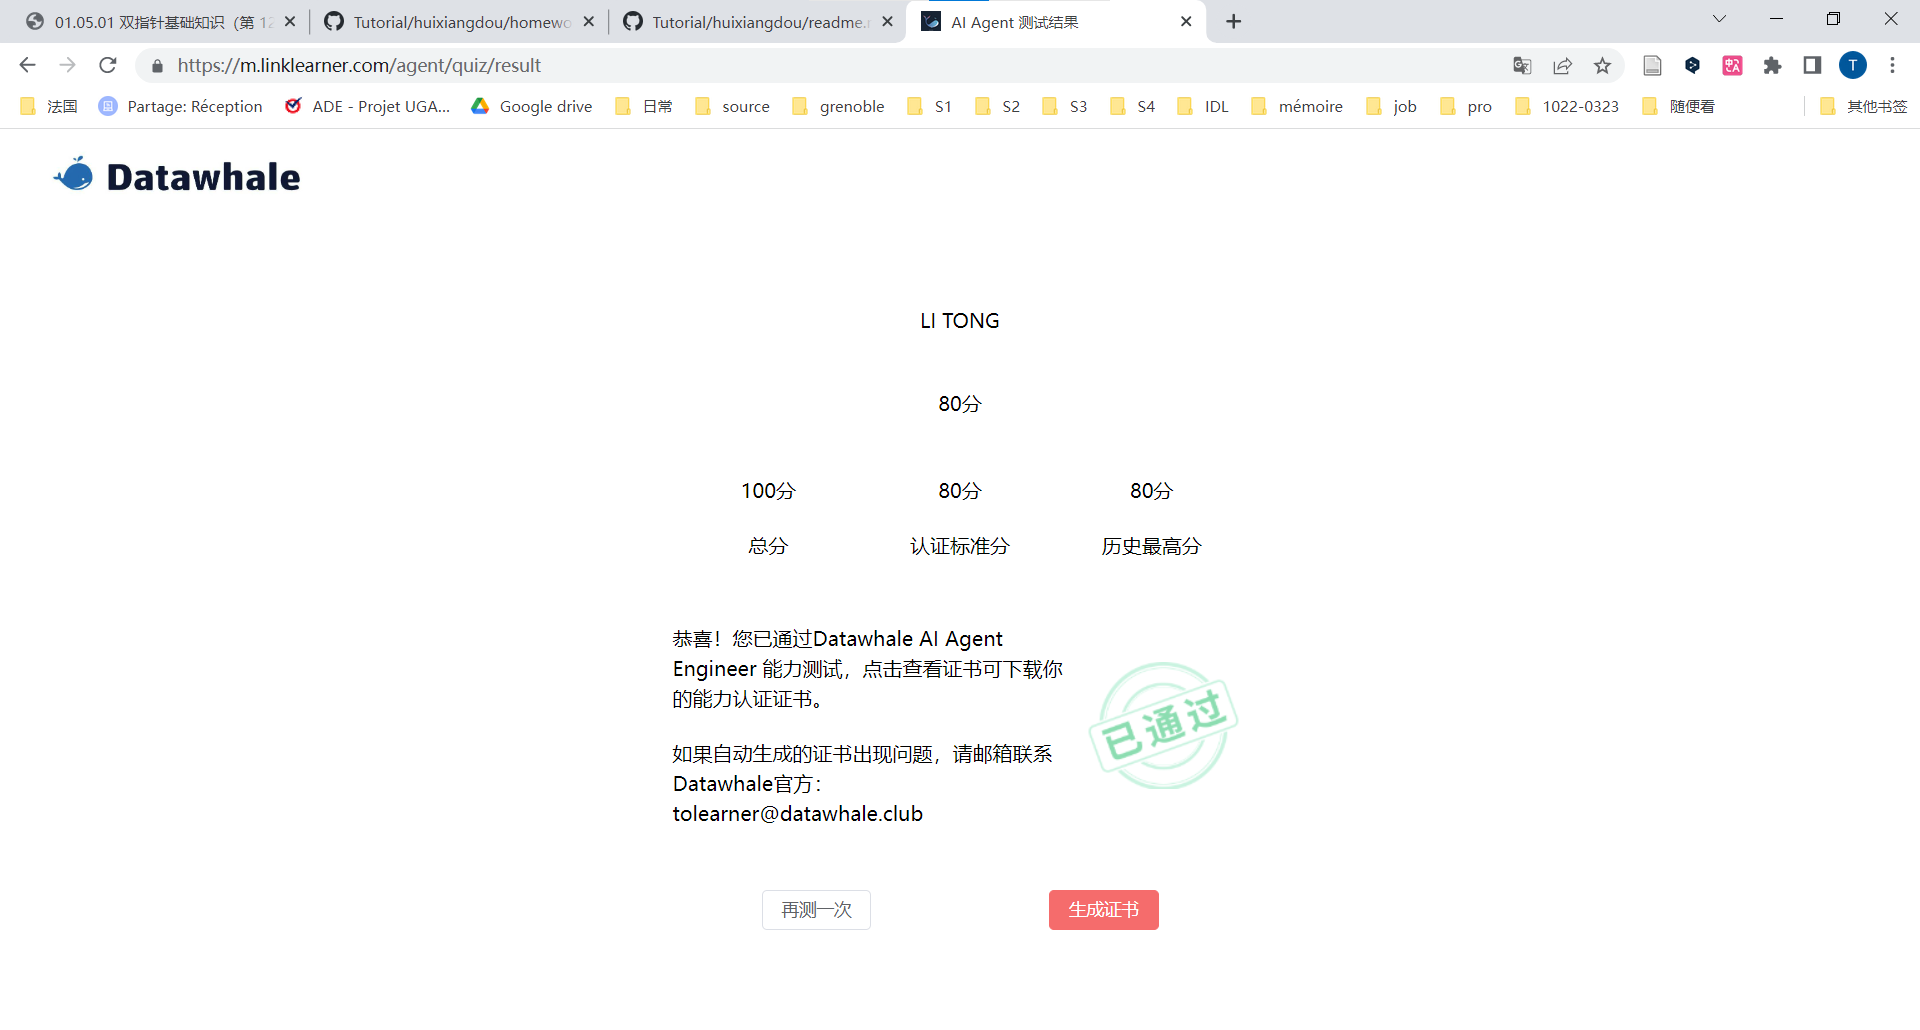 01.05.01 双指针基础知识（第 12
Tutorial/huixiangdou/homewo
Tutorial/huixiangdou/readme.
AI Agent 测试结果
https://m.linklearner.com/agent/quiz/result
T
法国
Partage: Réception
ADE - Projet UGA...
Google drive
日常
source
grenoble
S1
S2
S3
S4
IDL
mémoire
job
pro
1022-0323
随便看
其他书签
Datawhale
LI TONG
80分
100分
80分
80分
总分
认证标准分
历史最高分
恭喜！您已通过Datawhale AI Agent
Engineer 能力测试，点击查看证书可下载你
的能力认证证书。
已通过
如果自动生成的证书出现问题，请邮箱联系
Datawhale官方：
tolearner@datawhale.club
再测一次
生成证书